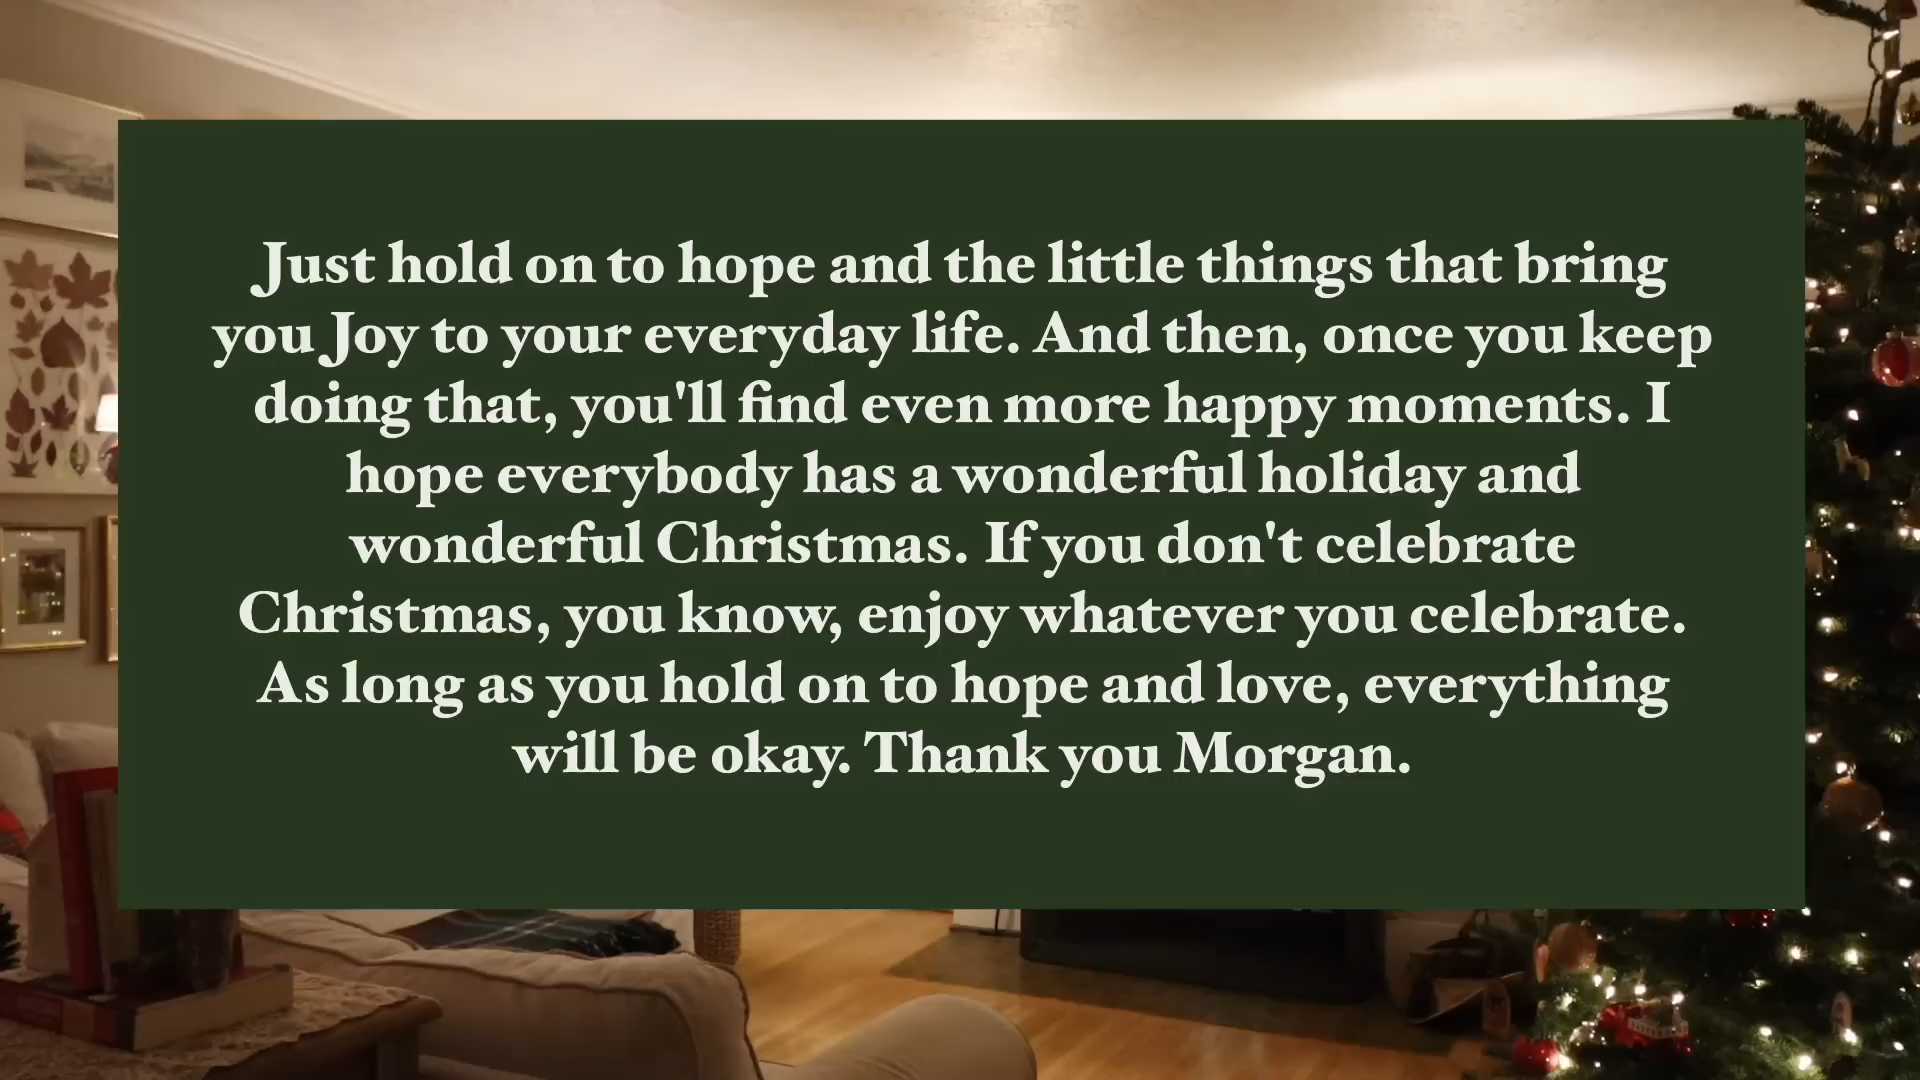 Just hold on to hope and the little things that bring
you Joy to your everyday life. And then, once you keep
doing that, you'll find even more happy moments. I
hope everybody has a wonderful holiday and
wonderful Christmas. If you don't celebrate
Christmas, you know, enjoy whatever you celebrate.
As long as you hold on to hope and love, everything
will be okay. Thank you Morgan.